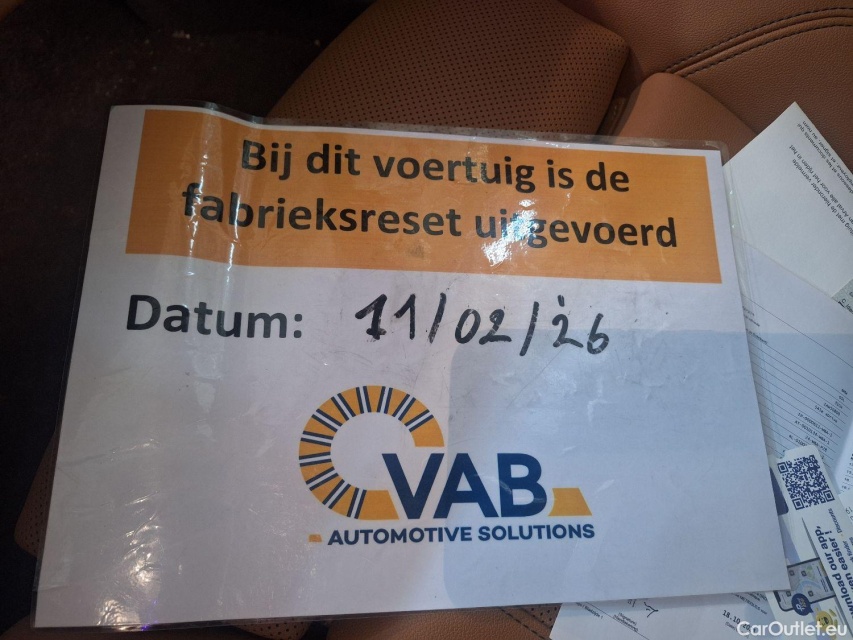 Bij dit voertuig is de
fabrieksreset uitgevoerd
Datum: 11/02/26
VAB
AUTOMOTIVE SOLUTIONS
CarOutlet.eu